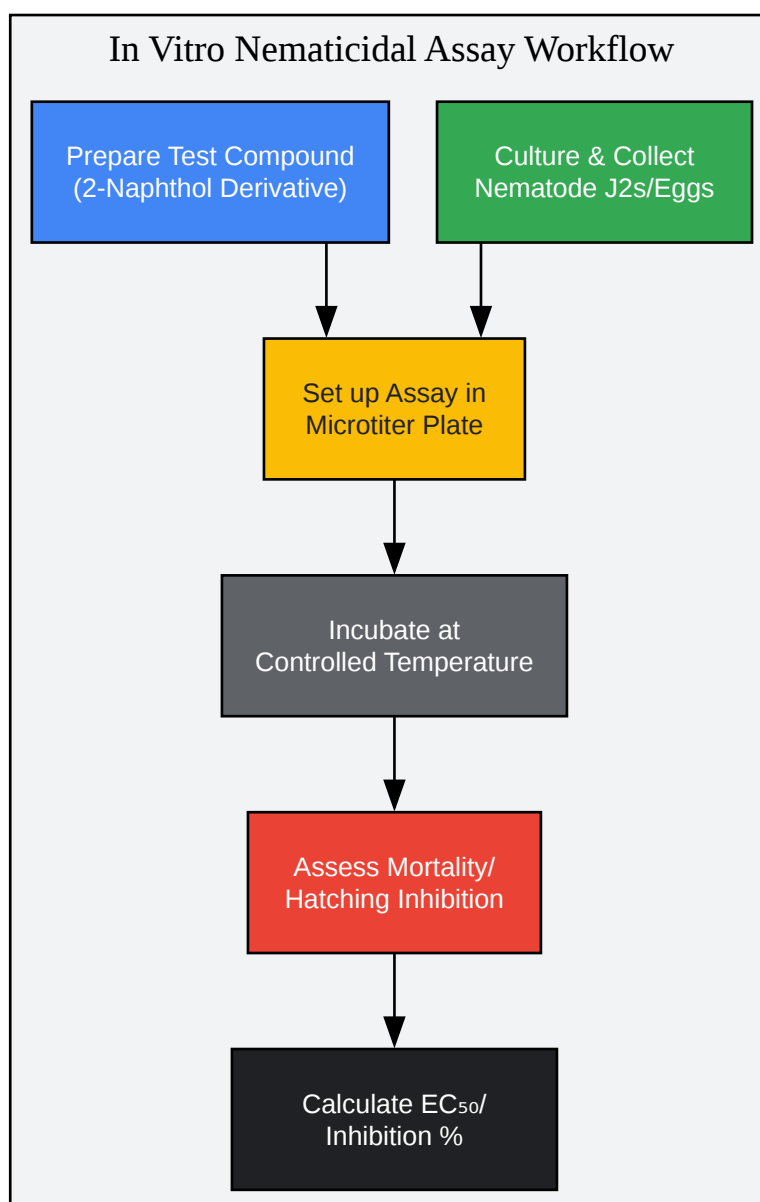 In Vitro Nematicidal Assay Workflow
Prepare Test Compound
(2-Naphthol Derivative)
Culture & Collect
Nematode J2s/Eggs
Set up Assay in
Microtiter Plate
Incubate at
Controlled Temperature
Assess Mortality/
Hatching Inhibition
Calculate EC₅₀/
Inhibition %